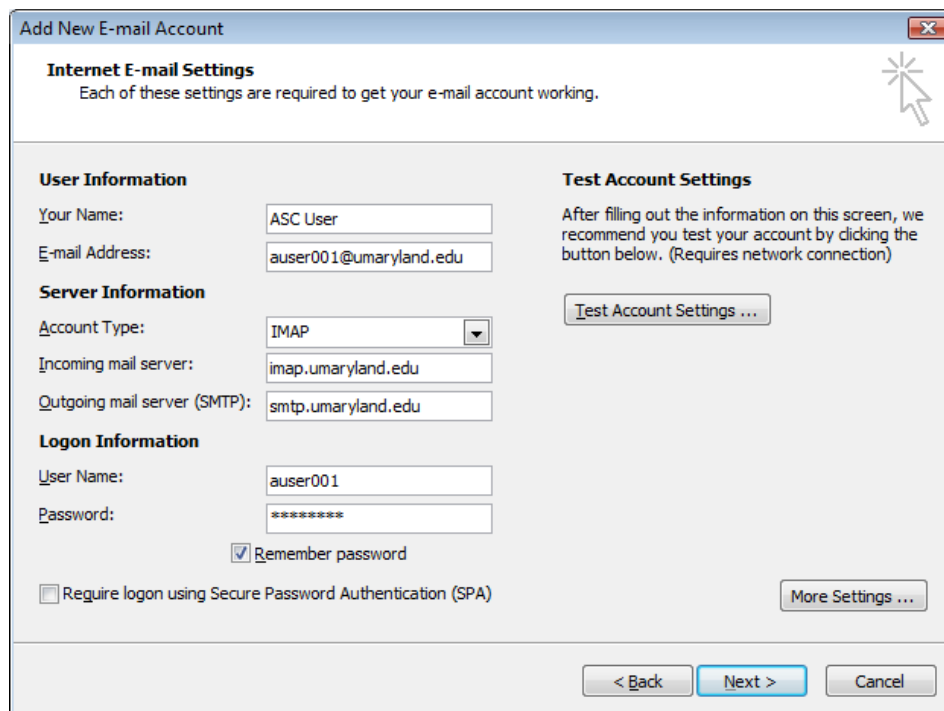 Add New E-mail Account
Internet E-mail Settings
Each of these settings are required to get your e-mail account working.
User Information
Your Name: ASC User
E-mail Address: auser001@umaryland.edu
Server Information
Account Type: IMAP
Incoming mail server: imap.umaryland.edu
Outgoing mail server (SMTP): smtp.umaryland.edu
Logon Information
User Name: auser001
Password: ********
Remember password
Require logon using Secure Password Authentication (SPA)
Test Account Settings
After filling out the information on this screen, we
recommend you test your account by clicking the
button below. (Requires network connection)
Test Account Settings ...
More Settings ...
< Back
Next >
Cancel